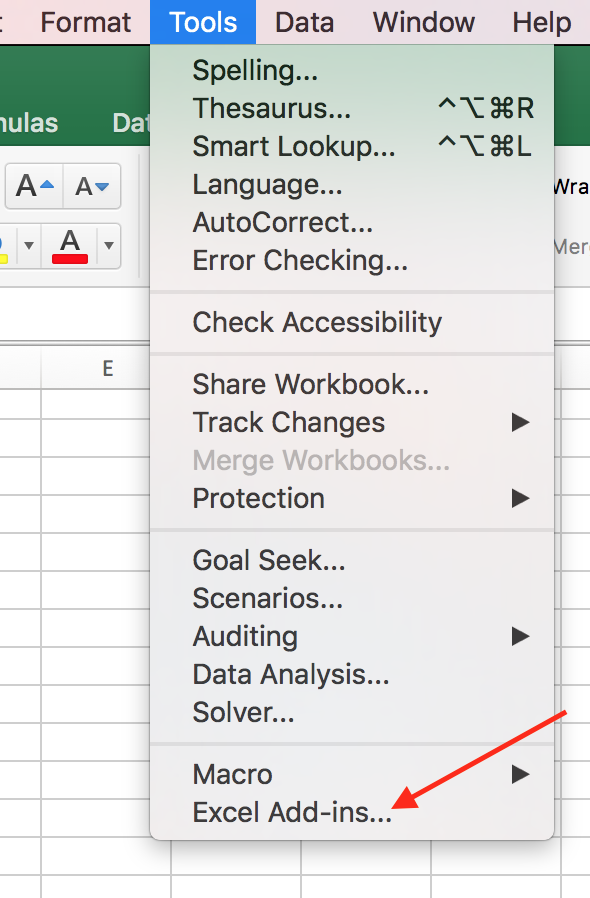 Format Tools Data Window Help
Spelling...
nulas Dat
Thesaurus... ^⌥⌘R
Smart Lookup... ^⌥⌘L
A A Language... Wra
AutoCorrect...
A Error Checking... Mer
Check Accessibility
E
Share Workbook...
Track Changes ▶
Merge Workbooks...
Protection ▶
Goal Seek...
Scenarios...
Auditing ▶
Data Analysis...
Solver...
Macro ▶
Excel Add-ins...